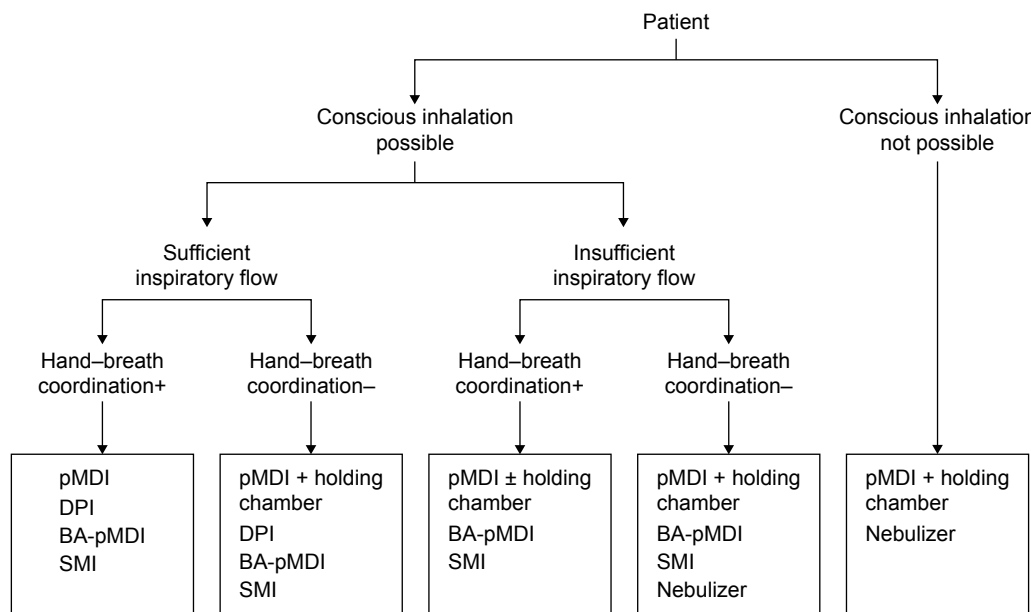 Patient
Conscious inhalation
possible
Conscious inhalation
not possible
Sufficient
inspiratory flow
Insufficient
inspiratory flow
Hand–breath
coordination+
Hand–breath
coordination–
Hand–breath
coordination+
Hand–breath
coordination–
pMDI
DPI
BA-pMDI
SMI
pMDI + holding
chamber
DPI
BA-pMDI
SMI
pMDI ± holding
chamber
BA-pMDI
SMI
pMDI + holding
chamber
BA-pMDI
SMI
Nebulizer
pMDI + holding
chamber
Nebulizer